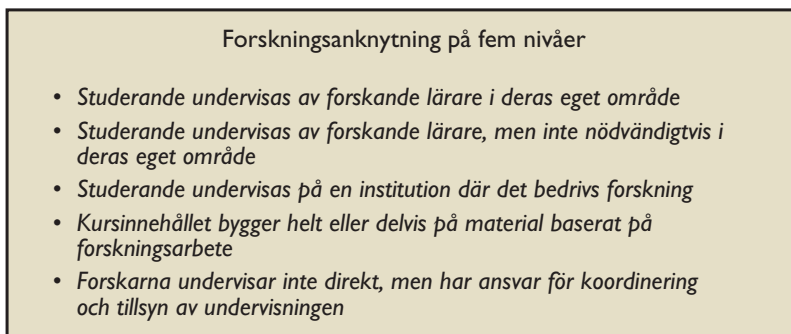 Forskningsanknytning på fem nivåer
• Studerande undervisas av forskande lärare i deras eget område
• Studerande undervisas av forskande lärare, men inte nödvändigtvis i
deras eget område
• Studerande undervisas på en institution där det bedrivs forskning
• Kursinnehållet bygger helt eller delvis på material baserat på
forskningsarbete
• Forskarna undervisar inte direkt, men har ansvar för koordinering
och tillsyn av undervisningen